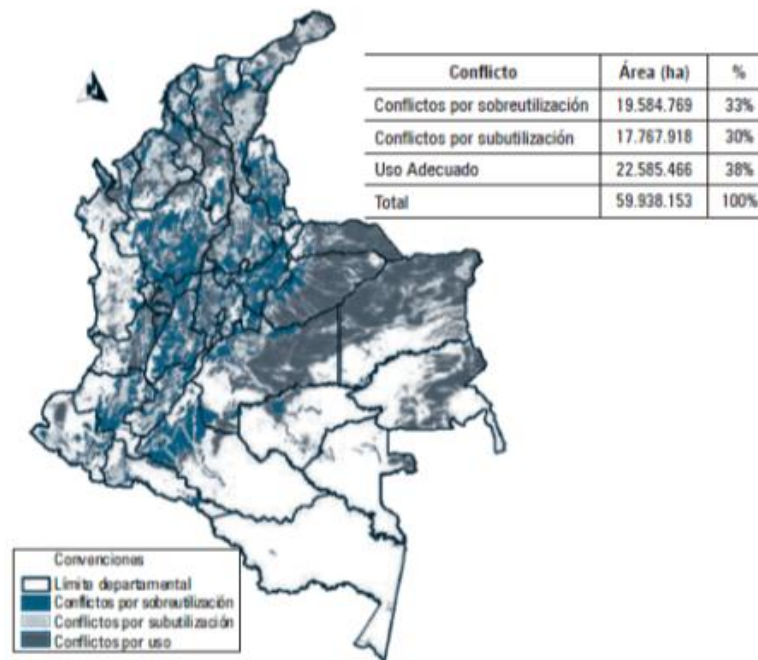 Conflicto Área (ha) %
Conflictos por sobreutilización 19.584.769 33%
Conflictos por subutilización 17.767.918 30%
Uso Adecuado 22.585.466 38%
Total 59.938.153 100%
Convenciones
Límite departamental
Conflictos por sobreutilización
Conflictos por subutilización
Conflictos por uso